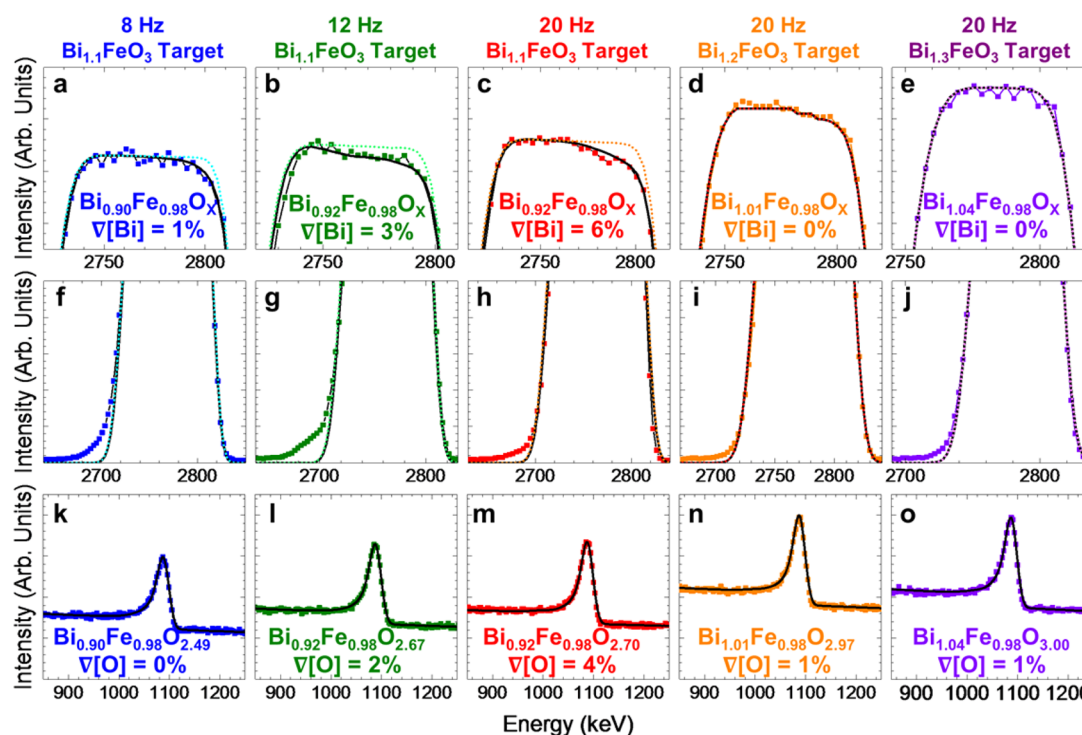 8 Hz
Bi1.1FeO3 Target
12 Hz
Bi1.1FeO3 Target
20 Hz
Bi1.1FeO3 Target
20 Hz
Bi1.2FeO3 Target
20 Hz
Bi1.3FeO3 Target
Intensity (Arb. Units)
a
Bi0.90Fe0.98OX
∇[Bi] = 1%
2750 2800
b
Bi0.92Fe0.98OX
∇[Bi] = 3%
2750 2800
c
Bi0.92Fe0.98OX
∇[Bi] = 6%
2750 2800
d
Bi1.01Fe0.98OX
∇[Bi] = 0%
2750 2800
e
Bi1.04Fe0.98OX
∇[Bi] = 0%
2750 2800
Intensity (Arb. Units)
f
2700 2800
g
2700 2800
h
2700 2800
i
2700 2750 2800
j
2700 2800
Intensity (Arb. Units)
k
Bi0.90Fe0.98O2.49
∇[O] = 0%
900 1000 1100 1200
l
Bi0.92Fe0.98O2.67
∇[O] = 2%
900 1000 1100 1200
m
Bi0.92Fe0.98O2.70
∇[O] = 4%
900 1000 1100 1200
n
Bi1.01Fe0.98O2.97
∇[O] = 1%
900 1000 1100 1200
o
Bi1.04Fe0.98O3.00
∇[O] = 1%
900 1000 1100 1200
Energy (keV)